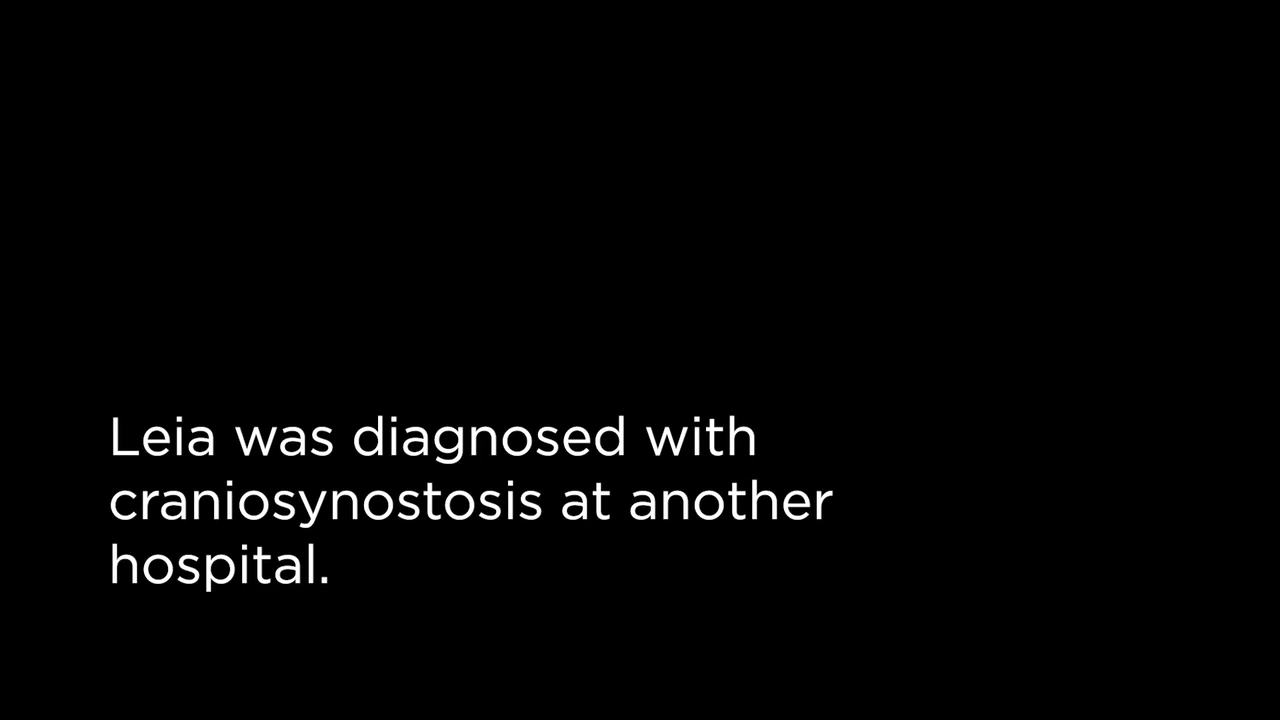 Leia was diagnosed with
craniosynostosis at another
hospital.